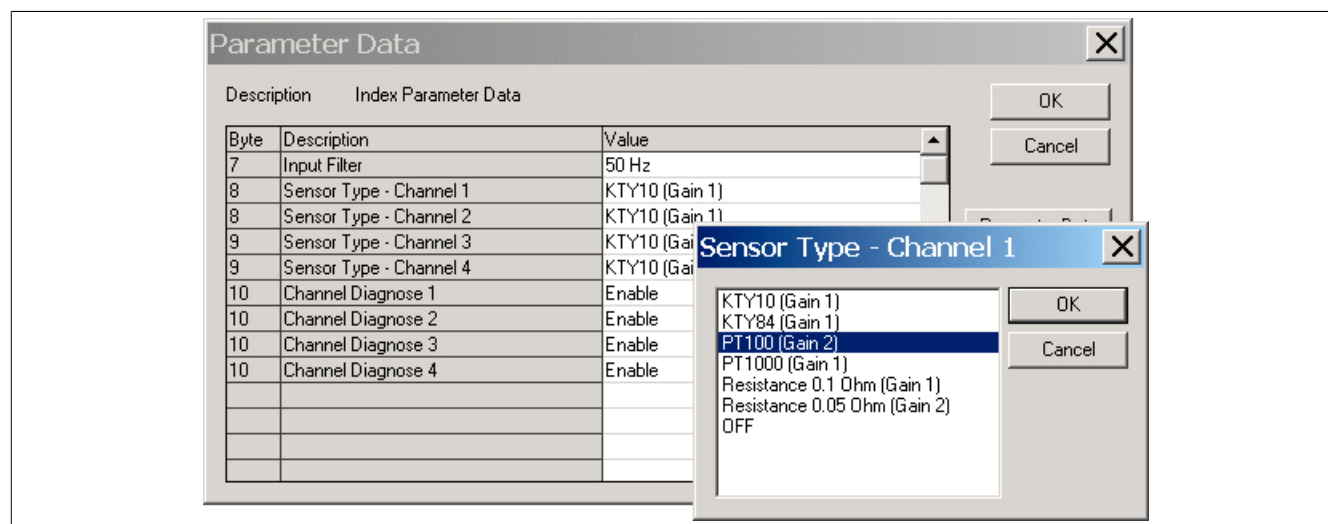 Parameter Data
Description Index Parameter Data
OK
Cancel
Byte Description Value
7 Input Filter 50 Hz
8 Sensor Type - Channel 1 KTY10 (Gain 1)
8 Sensor Type - Channel 2 KTY10 (Gain 1)
9 Sensor Type - Channel 3 KTY10 (Gai
9 Sensor Type - Channel 4 KTY10 (Gai
10 Channel Diagnose 1 Enable
10 Channel Diagnose 2 Enable
10 Channel Diagnose 3 Enable
10 Channel Diagnose 4 Enable
Sensor Type - Channel 1
KTY10 (Gain 1)
KTY84 (Gain 1)
PT100 (Gain 2)
PT1000 (Gain 1)
Resistance 0.1 Ohm (Gain 1)
Resistance 0.05 Ohm (Gain 2)
OFF
OK
Cancel